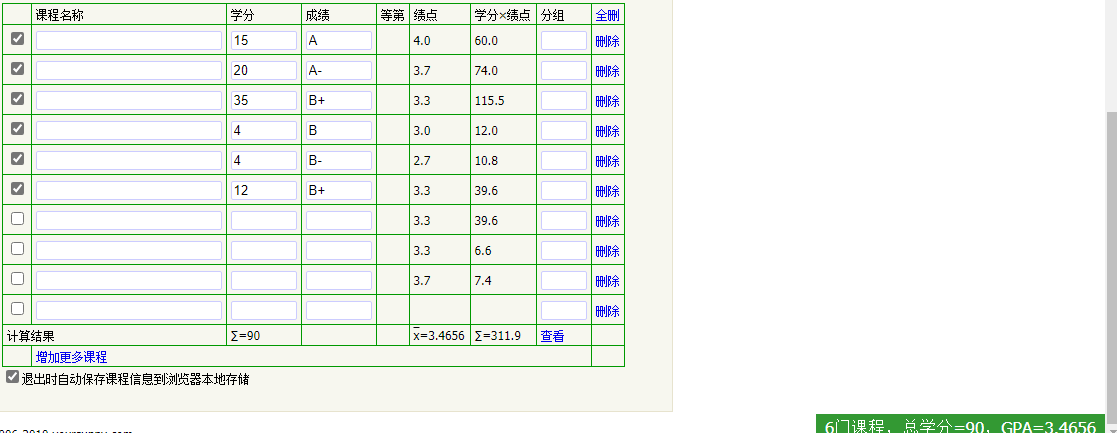 课程名称 学分 成绩 等第 绩点 学分×绩点 分组 全删
15 A 4.0 60.0 删除
20 A- 3.7 74.0 删除
35 B+ 3.3 115.5 删除
4 B 3.0 12.0 删除
4 B- 2.7 10.8 删除
12 B+ 3.3 39.6 删除
3.3 39.6 删除
3.3 6.6 删除
3.7 7.4 删除
删除
计算结果 Σ=90 x̅=3.4656 Σ=311.9 查看
增加更多课程
退出时自动保存课程信息到浏览器本地存储
6门课程，总学分=90，GPA=3.4656